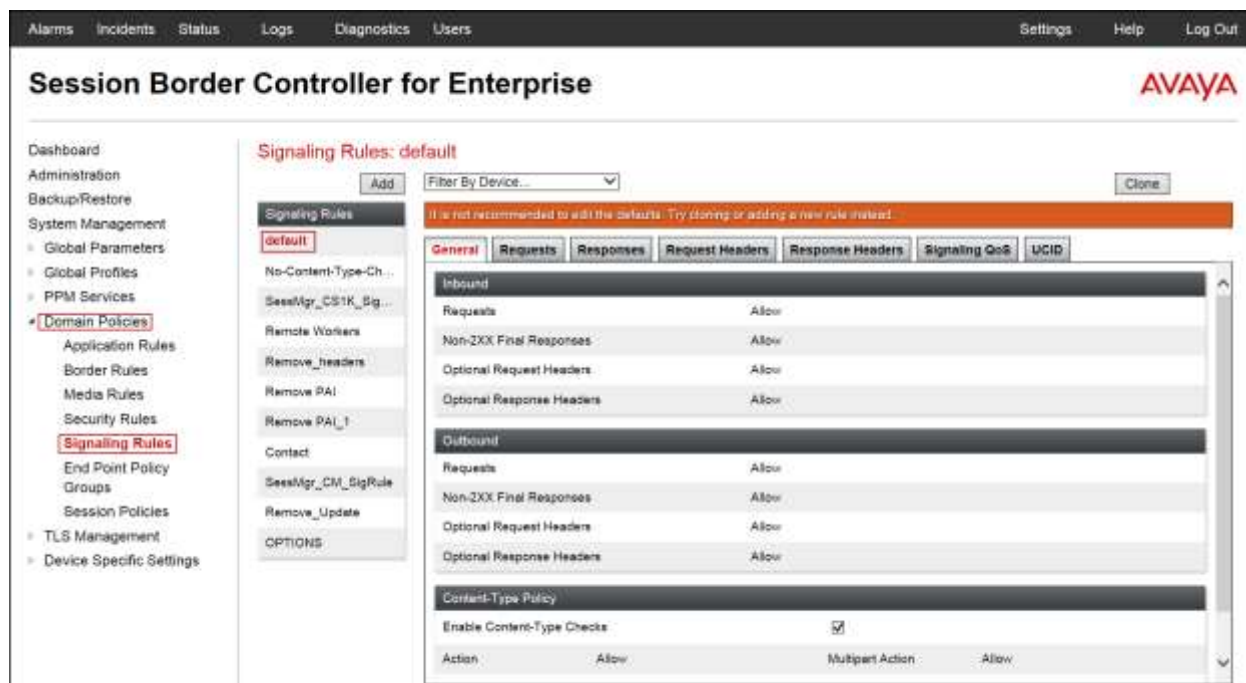 Alarms Incidents Status Logs Diagnostics Users Settings Help Log Out
Session Border Controller for Enterprise
AVAYA
Dashboard
Administration
Backup/Restore
System Management
Global Parameters
Global Profiles
PPM Services
Domain Policies
Application Rules
Border Rules
Media Rules
Security Rules
Signaling Rules
End Point Policy
Groups
Session Policies
TLS Management
Device Specific Settings
Signaling Rules: default
Add
Filter By Device...
Clone
Signaling Rules
default
No-Content-Type-Ch...
SessMgr_CS1K_Sig...
Remote Workers
Remove_headers
Remove PAI
Remove PAI_1
Contact
SessMgr_CM_SigRule
Remove_Update
OPTIONS
It is not recommended to edit the defaults. Try cloning or adding a new rule instead.
General Requests Responses Request Headers Response Headers Signaling QoS UCID
Inbound
Requests Allow
Non-2XX Final Responses Allow
Optional Request Headers Allow
Optional Response Headers Allow
Outbound
Requests Allow
Non-2XX Final Responses Allow
Optional Request Headers Allow
Optional Response Headers Allow
Content-Type Policy
Enable Content-Type Checks
Action Allow Multipart Action Allow